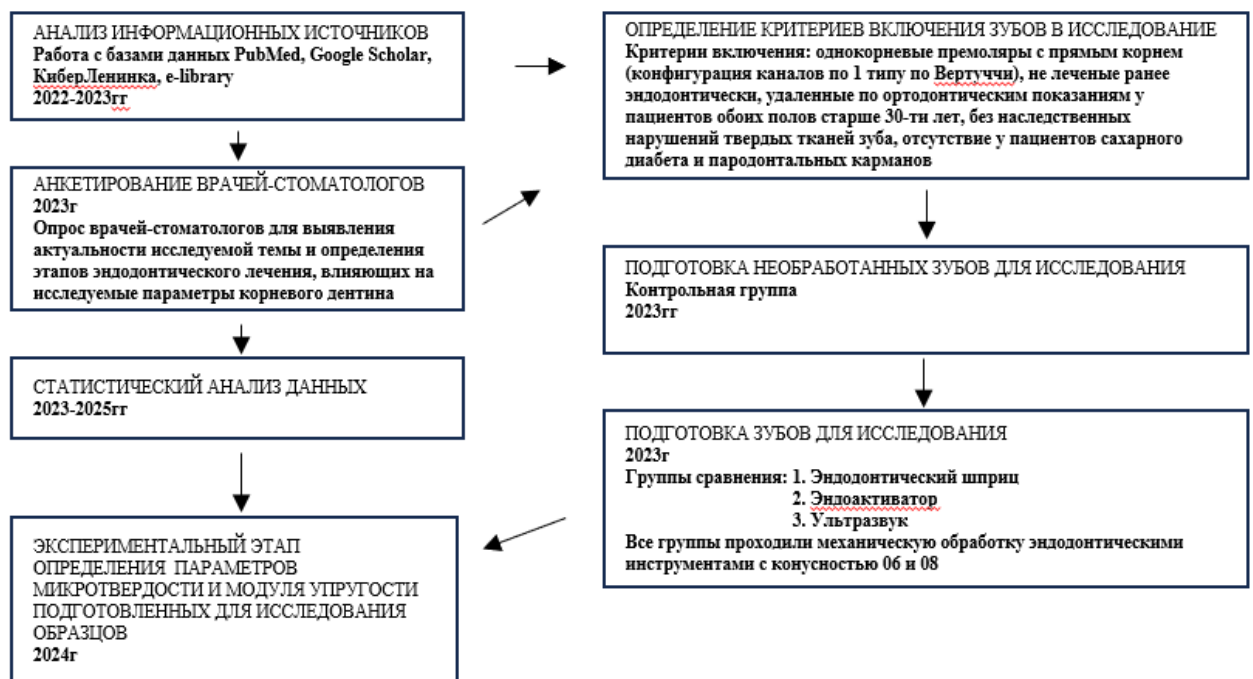 АНАЛИЗ ИНФОРМАЦИОННЫХ ИСТОЧНИКОВ
Работа с базами данных PubMed, Google Scholar,
КиберЛенинка, e-library
2022-2023гг
АНКЕТИРОВАНИЕ ВРАЧЕЙ-СТОМАТОЛОГОВ
2023г
Опрос врачей-стоматологов для выявления
актуальности исследуемой темы и определения
этапов эндодонтического лечения, влияющих на
исследуемые параметры корневого дентина
СТАТИСТИЧЕСКИЙ АНАЛИЗ ДАННЫХ
2023-2025гг
ЭКСПЕРИМЕНТАЛЬНЫЙ ЭТАП
ОПРЕДЕЛЕНИЯ ПАРАМЕТРОВ
МИКРОТВЕРДОСТИ И МОДУЛЯ УПРУГОСТИ
ПОДГОТОВЛЕННЫХ ДЛЯ ИССЛЕДОВАНИЯ
ОБРАЗЦОВ
2024г
ОПРЕДЕЛЕНИЕ КРИТЕРИЕВ ВКЛЮЧЕНИЯ ЗУБОВ В ИССЛЕДОВАНИЕ
Критерии включения: однокорневые премоляры с прямым корнем
(конфигурация каналов по 1 типу по Вертуччи), не леченые ранее
эндодонтически, удаленные по ортодонтическим показаниям у
пациентов обоих полов старше 30-ти лет, без наследственных
нарушений твердых тканей зуба, отсутствие у пациентов сахарного
диабета и пародонтальных карманов
ПОДГОТОВКА НЕОБРАБОТАННЫХ ЗУБОВ ДЛЯ ИССЛЕДОВАНИЯ
Контрольная группа
2023гг
ПОДГОТОВКА ЗУБОВ ДЛЯ ИССЛЕДОВАНИЯ
2023г
Группы сравнения: 1. Эндодонтический шприц
2. Эндоактиватор
3. Ультразвук
Все группы проходили механическую обработку эндодонтическими
инструментами с конусностью 06 и 08